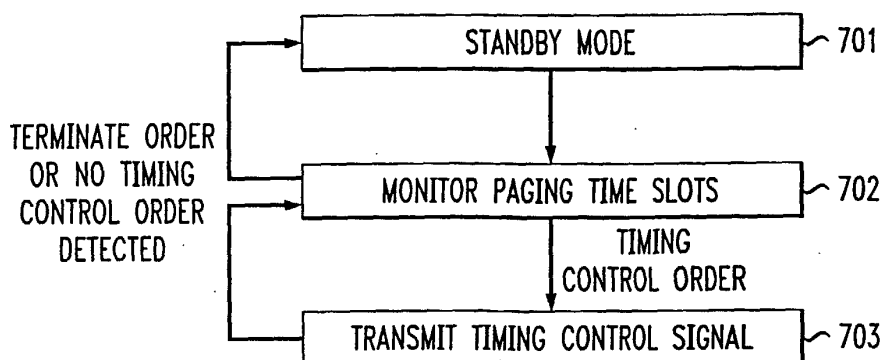 STANDBY MODE
701
TERMINATE ORDER
OR NO TIMING
CONTROL ORDER
DETECTED
MONITOR PAGING TIME SLOTS
702
TIMING
CONTROL ORDER
TRANSMIT TIMING CONTROL SIGNAL
703